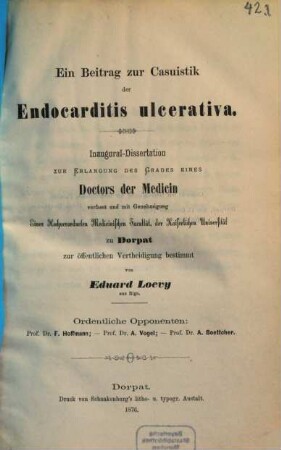 421
Ein Beitrag zur Casuistik
der
Endocarditis ulcerativa.
Inaugural-Dissertation
ZUR ERLANGUNG DES GRADES EINES
Doctors der Medicin
verfasst und mit Genehmigung
Einer Hochverordneten Medicinischen Facultät der Kaiserlichen Universität
zu Dorpat
zur öffentlichen Vertheidigung bestimmt
von
Eduard Loevy
aus Riga.
Ordentliche Opponenten:
Prof. Dr. F. Hoffmann; — Prof. Dr. A. Vogel; — Prof. Dr. A. Boettcher.
Dorpat.
Druck von Schnakenburg's litho- u. typogr. Anstalt.
1876.